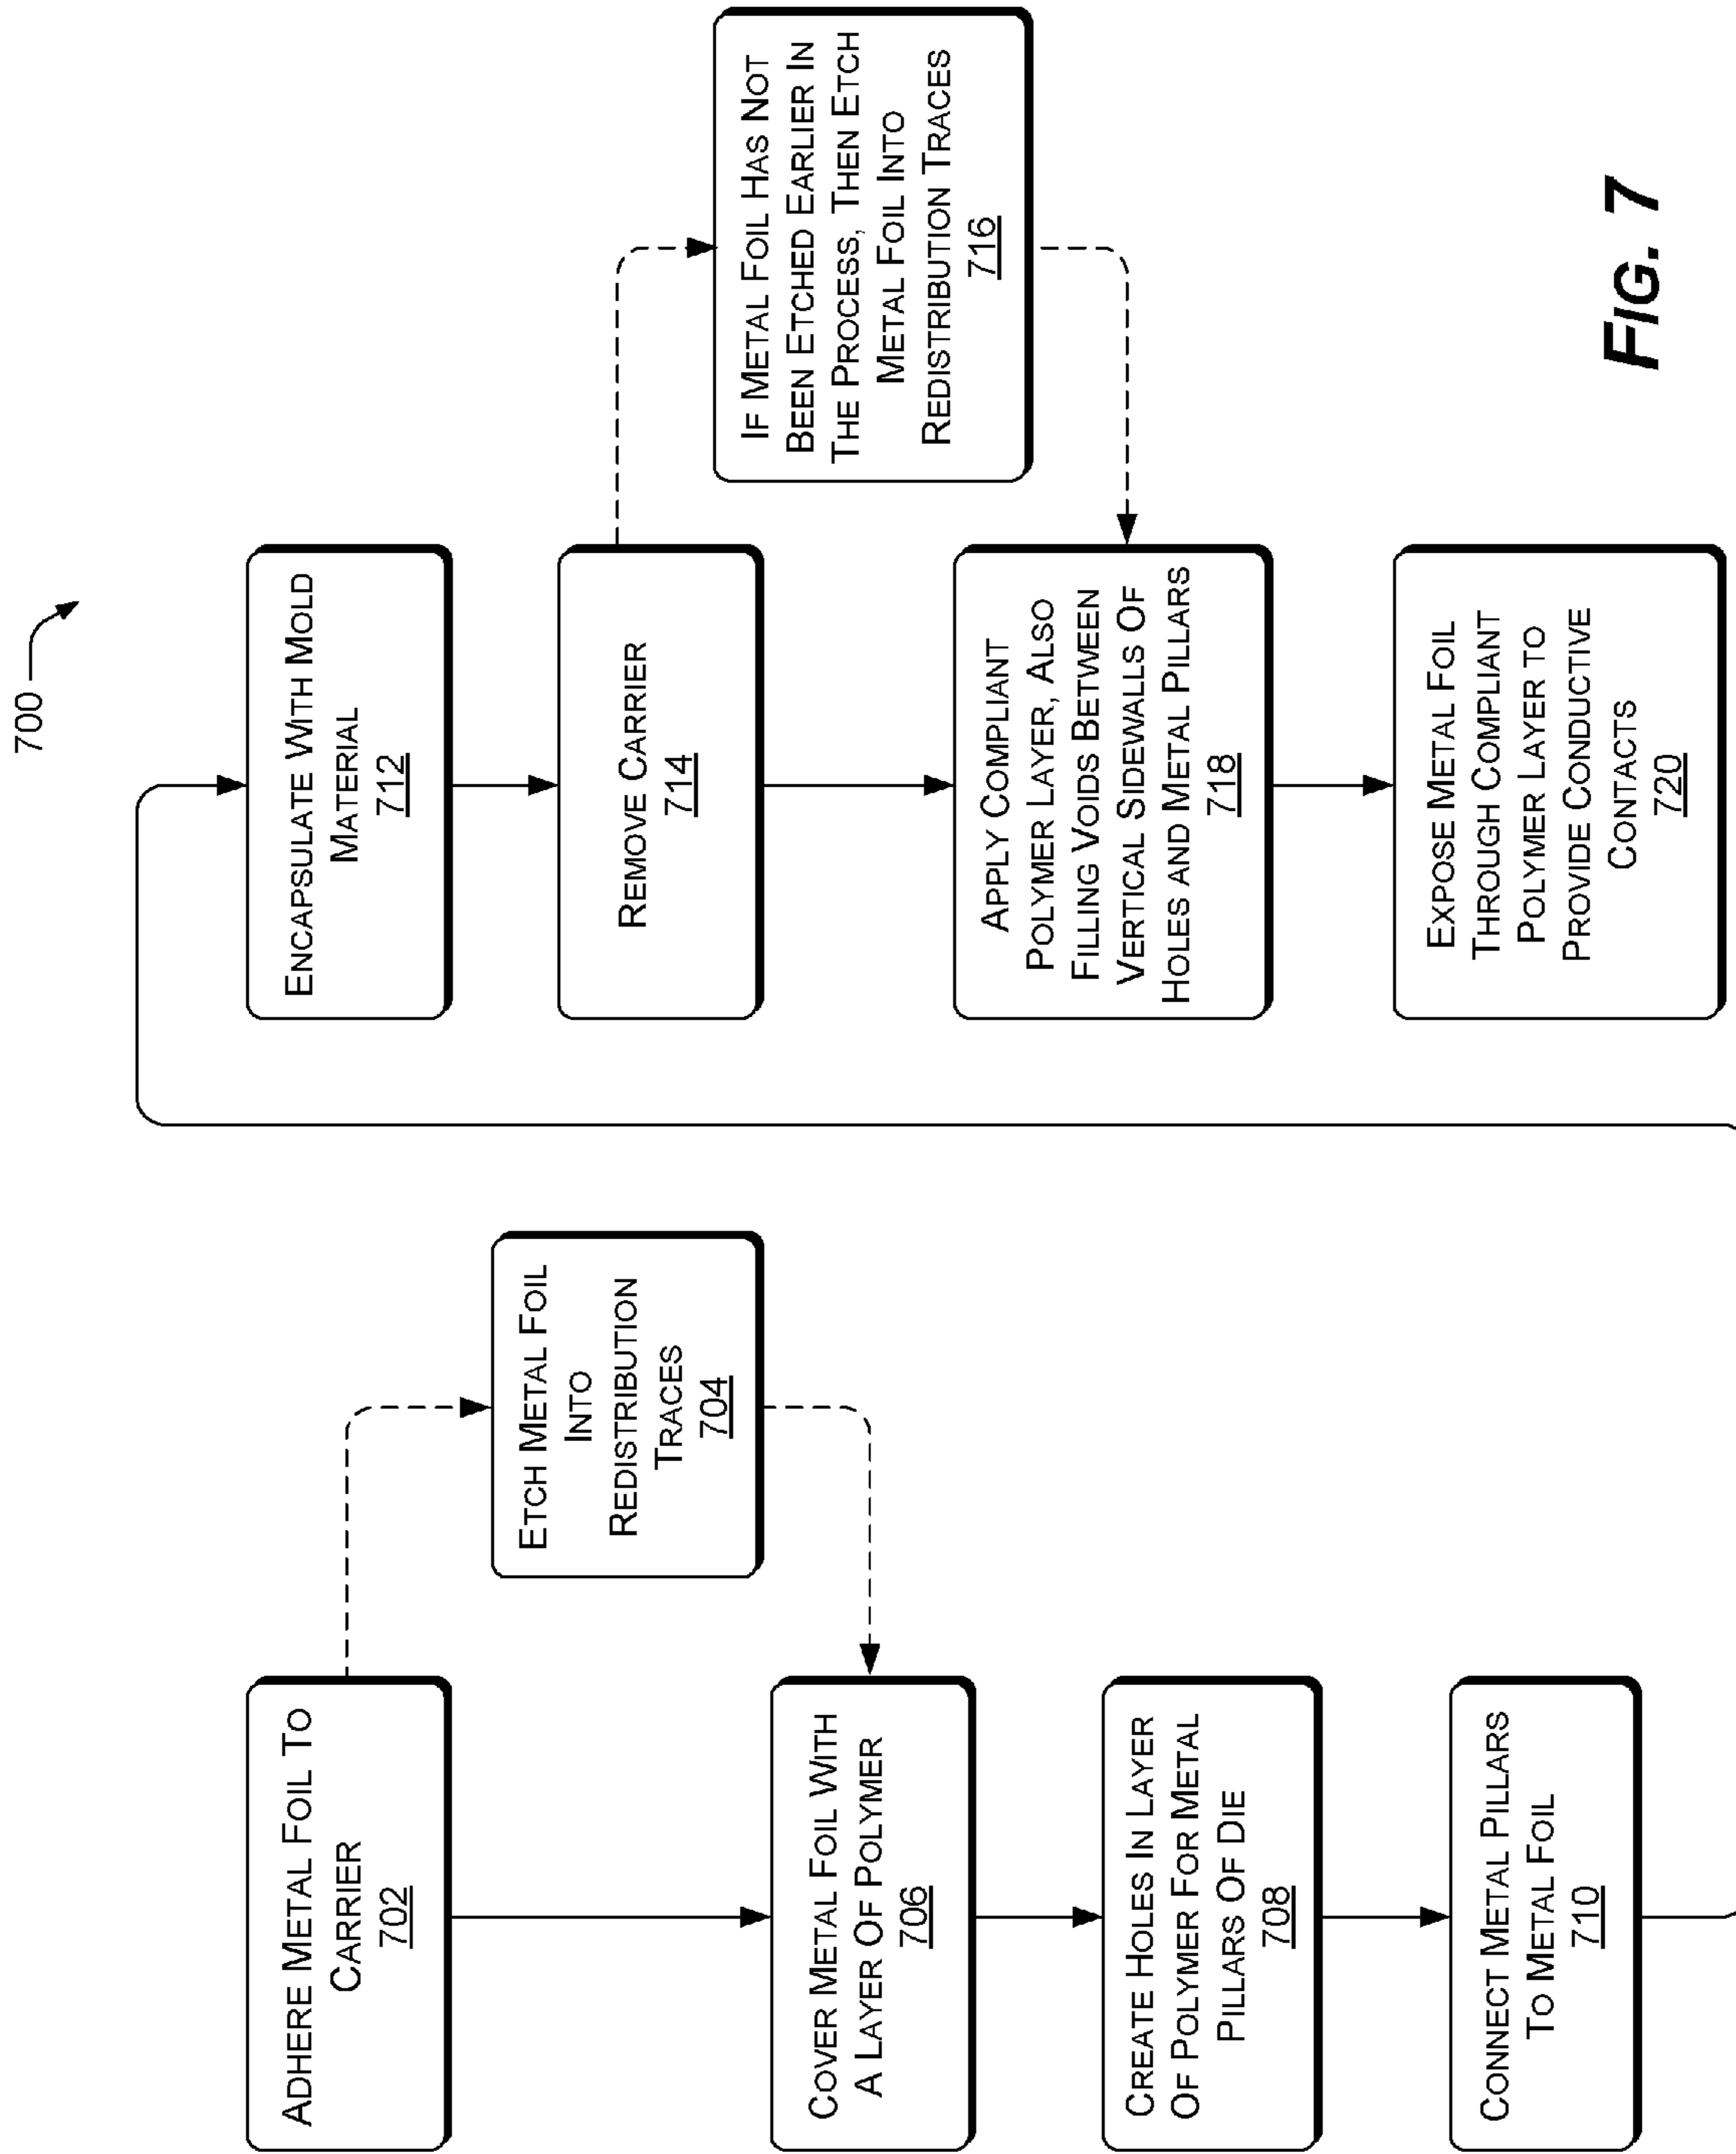 700
ADHERE METAL FOIL TO
CARRIER
702
ETCH METAL FOIL
INTO
REDISTRIBUTION
TRACES
704
COVER METAL FOIL WITH
A LAYER OF POLYMER
706
CREATE HOLES IN LAYER
OF POLYMER FOR METAL
PILLARS OF DIE
708
CONNECT METAL PILLARS
TO METAL FOIL
710
ENCAPSULATE WITH MOLD
MATERIAL
712
REMOVE CARRIER
714
IF METAL FOIL HAS NOT
BEEN ETCHED EARLIER IN
THE PROCESS, THEN ETCH
METAL FOIL INTO
REDISTRIBUTION TRACES
716
APPLY COMPLIANT
POLYMER LAYER, ALSO
FILLING VOIDS BETWEEN
VERTICAL SIDEWALLS OF
HOLES AND METAL PILLARS
718
EXPOSE METAL FOIL
THROUGH COMPLIANT
POLYMER LAYER TO
PROVIDE CONDUCTIVE
CONTACTS
720
FIG. 7